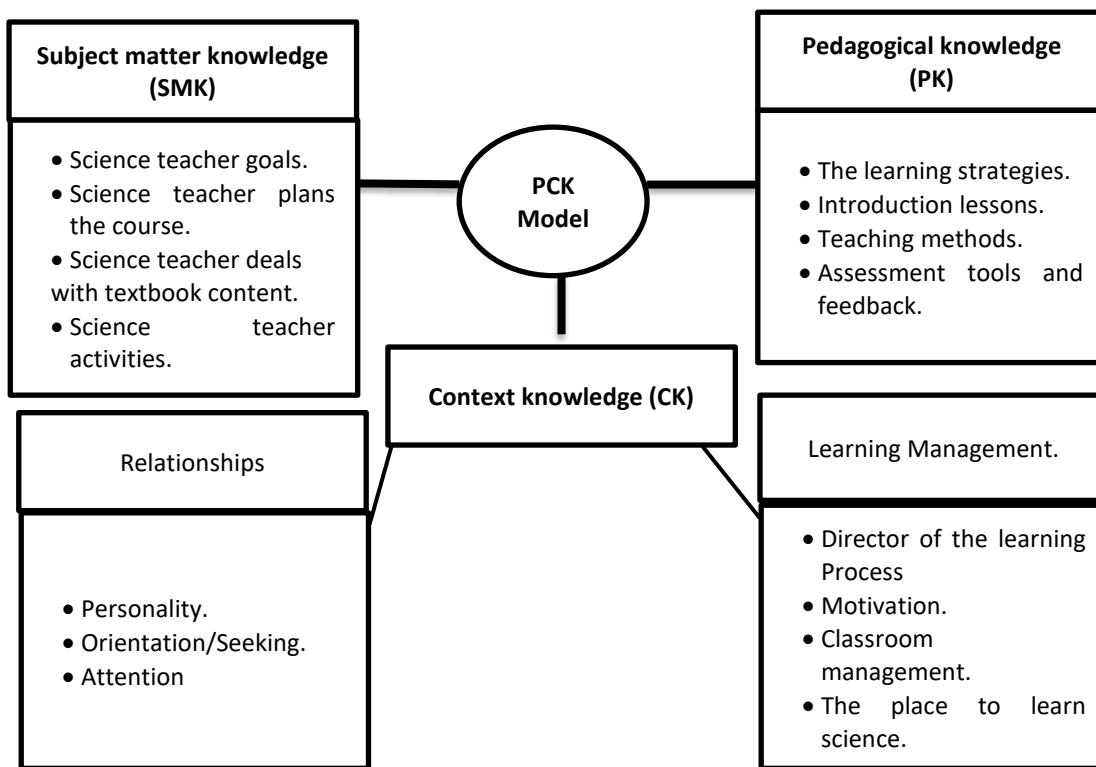 Subject matter knowledge
(SMK)
• Science teacher goals.
• Science teacher plans
the course.
• Science teacher deals
with textbook content.
• Science teacher
activities.
PCK
Model
Pedagogical knowledge
(PK)
• The learning strategies.
• Introduction lessons.
• Teaching methods.
• Assessment tools and
feedback.
Context knowledge (CK)
Relationships
• Personality.
• Orientation/Seeking.
• Attention
Learning Management.
• Director of the learning
Process
• Motivation.
• Classroom
management.
• The place to learn
science.